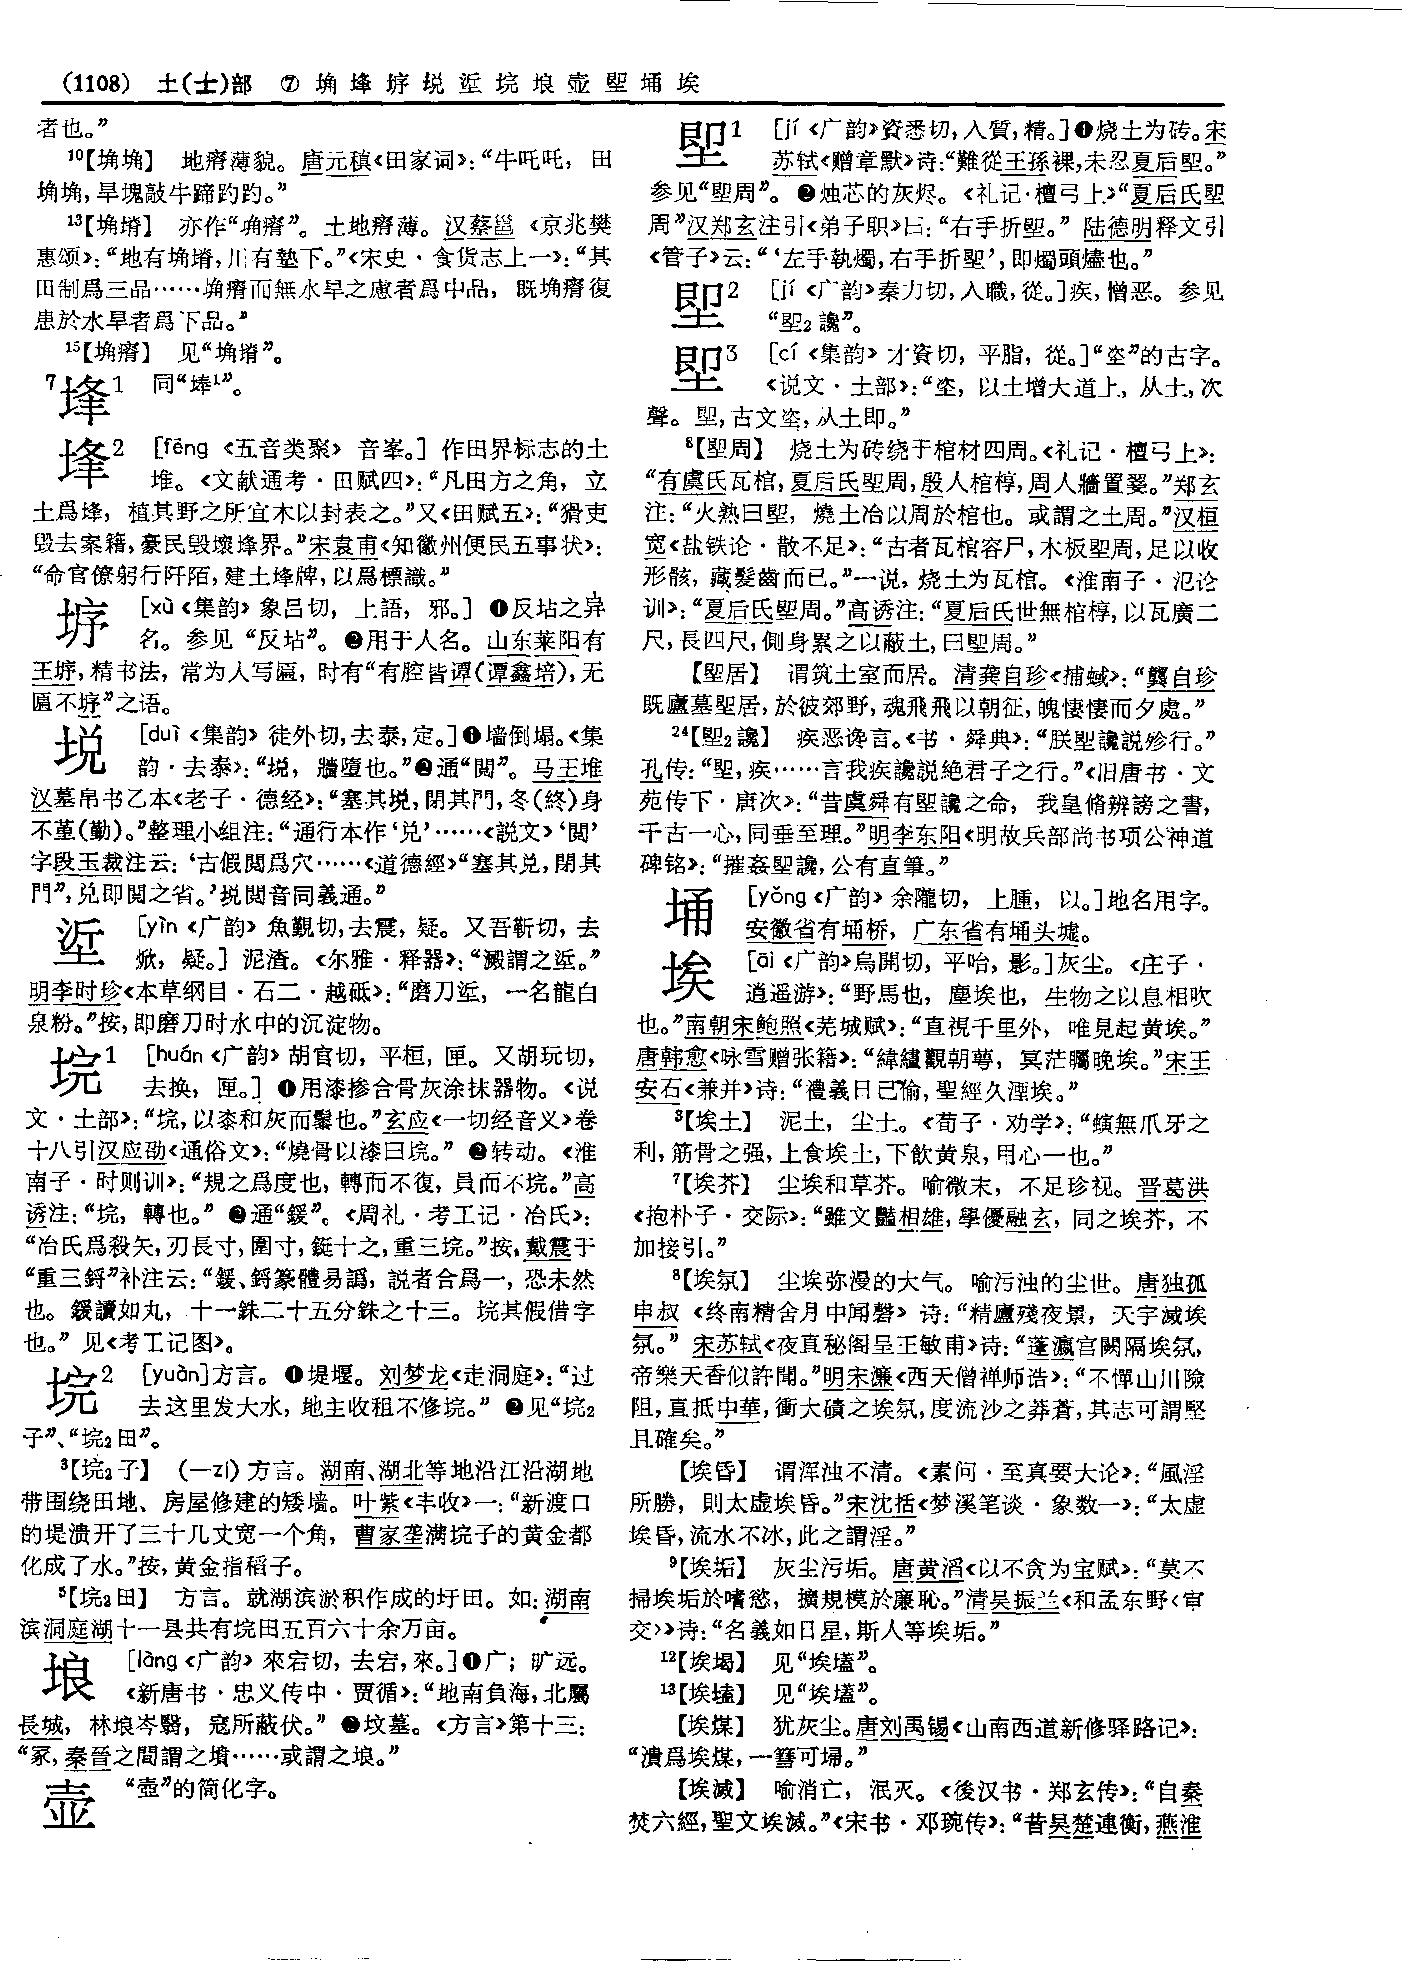 (1108) 土(士)部 ⑦ 埆垾垿埁垽垸埌壶堲埇埃
者也。”
10【埆埆】 地瘠薄貌。唐元稹《田家词》：“牛吒吒，田
埆埆，旱塊敲牛蹄趵趵。”
13【埆塉】 亦作“埆瘠”。土地瘠薄。汉蔡邕《京兆樊
惠颂》：“地有埆塉，川有墊下。”《宋史·食货志上一》：“其
田制爲三品……埆瘠而無水旱之慮者爲中品，既埆瘠復
患於水旱者爲下品。”
15【埆瘠】 见“埆塉”。
7埄1 同“埲1”。
埄2 [fēng《五音类聚》音峯。] 作田界标志的土
堆。《文献通考·田赋四》：“凡田方之角，立
土爲埄，植其野之所宜木以封表之。”又《田赋五》：“猾吏
毁去案籍，豪民毁壞埄界。”宋袁甫《知徽州便民五事状》：
“命官僚躬行阡陌，建土埄牌，以爲標識。”
垿 [xù《集韵》象吕切，上語，邪。] ❶反坫之异
名。参见“反坫”。❷用于人名。山东莱阳有
王垿，精书法，常为人写匾，时有“有腔皆谭(谭鑫培)，无
匾不垿”之语。
埁 [duì《集韵》徒外切，去泰，定。]❶墙倒塌。《集
韵·去泰》：“埁，牆墮也。”❷通“閲”。马王堆
汉墓帛书乙本《老子·德经》：“塞其埁，閉其門，冬(終)身
不堇(勤)。”整理小组注：“通行本作‘兑’……《説文》‘閲’
字段玉裁注云：‘古假閲爲穴……《道德經》“塞其兑，閉其
門”，兑即閲之省。’埁閲音同義通。”
垽 [yìn《广韵》魚覲切，去震，疑。又吾靳切，去
焮，疑。] 泥渣。《尔雅·释器》：“澱謂之垽。”
明李时珍《本草纲目·石二·越砥》：“磨刀垽，一名龍白
泉粉。”按，即磨刀时水中的沉淀物。
垸1 [huán《广韵》胡官切，平桓，匣。又胡玩切，
去换，匣。] ❶用漆掺合骨灰涂抹器物。《说
文·土部》：“垸，以桼和灰而鬃也。”玄应《一切经音义》卷
十八引汉应劭《通俗文》：“燒骨以漆曰垸。” ❷转动。《淮
南子·时则训》：“規之爲度也，轉而不復，員而不垸。”高
诱注：“垸，轉也。” ❸通“鍰”。《周礼·考工记·冶氏》：
“冶氏爲殺矢，刃長寸，圍寸，鋌十之，重三垸。”按，戴震于
“重三鋝”补注云：“鍰、鋝篆體易譌，説者合爲一，恐未然
也。鍰讀如丸，十一銖二十五分銖之十三。垸其假借字
也。” 见《考工记图》。
垸2 [yuàn]方言。❶堤堰。刘梦龙《走洞庭》：“过
去这里发大水，地主收租不修垸。” ❷见“垸2
子”、“垸2田”。
3【垸2子】 (—zi) 方言。湖南、湖北等地沿江沿湖地
带围绕田地、房屋修建的矮墙。叶紫《丰收》一：“新渡口
的堤溃开了三十几丈宽一个角，曹家垄满垸子的黄金都
化成了水。”按，黄金指稻子。
5【垸2田】 方言。就湖滨淤积作成的圩田。如：湖南
滨洞庭湖十一县共有垸田五百六十余万亩。
埌 [làng《广韵》來宕切，去宕，來。]❶广；旷远。
《新唐书·忠义传中·贾循》：“地南負海，北屬
長城，林埌岑翳，寇所蔽伏。” ❷坟墓。《方言》第十三：
“冢，秦晉之間謂之墳……或謂之埌。”
壶 “壺”的简化字。
堲1 [jí《广韵》資悉切，入質，精。]❶烧土为砖。宋
苏轼《赠章默》诗：“難從王孫裸，未忍夏后堲。”
参见“堲周”。❷烛芯的灰烬。《礼记·檀弓上》“夏后氏堲
周”汉郑玄注引《弟子职》曰：“右手折堲。” 陆德明释文引
《管子》云：“‘左手執燭，右手折堲’，即燭頭燼也。”
堲2 [jí《广韵》秦力切，入職，從。]疾，憎恶。参见
“堲2讒”。
堲3 [cí《集韵》才資切，平脂，從。]“垐”的古字。
《说文·土部》：“垐，以土增大道上，从土，次
聲。堲，古文垐，从土即。”
8【堲周】 烧土为砖绕于棺材四周。《礼记·檀弓上》：
“有虞氏瓦棺，夏后氏堲周，殷人棺椁，周人牆置翣。”郑玄
注：“火熟曰堲，燒土冶以周於棺也。或謂之土周。”汉桓
宽《盐铁论·散不足》：“古者瓦棺容尸，木板堲周，足以收
形骸，藏髮齒而已。”一说，烧土为瓦棺。《淮南子·氾论
训》：“夏后氏堲周。”高诱注：“夏后氏世無棺椁，以瓦廣二
尺，長四尺，側身累之以蔽土，曰堲周。”
【堲居】 谓筑土室而居。清龚自珍《捕蜮》：“龔自珍
既廬墓堲居，於彼郊野，魂飛飛以朝征，魄悽悽而夕處。”
24【堲2讒】 疾恶谗言。《书·舜典》：“朕堲讒説殄行。”
孔传：“堲，疾……言我疾讒説絶君子之行。”《旧唐书·文
苑传下·唐次》：“昔虞舜有堲讒之命，我皇脩辨謗之書，
千古一心，同垂至理。”明李东阳《明故兵部尚书项公神道
碑铭》：“摧姦堲讒，公有直筆。”
埇 [yǒng《广韵》余隴切，上腫，以。]地名用字。
安徽省有埇桥，广东省有埇头墟。
埃 [āi《广韵》烏開切，平咍，影。]灰尘。《庄子·
逍遥游》：“野馬也，塵埃也，生物之以息相吹
也。”南朝宋鲍照《芜城赋》：“直視千里外，唯見起黄埃。”
唐韩愈《咏雪赠张籍》：“緯繣觀朝萼，冥茫矚晚埃。”宋王
安石《兼并》诗：“禮義日已偷，聖經久湮埃。”
3【埃土】 泥土，尘土。《荀子·劝学》：“螾無爪牙之
利，筋骨之强，上食埃土，下飲黄泉，用心一也。”
7【埃芥】 尘埃和草芥。喻微末，不足珍视。晋葛洪
《抱朴子·交际》：“雖文豔相雄，學優融玄，同之埃芥，不
加接引。”
8【埃氛】 尘埃弥漫的大气。喻污浊的尘世。唐独孤
申叔《终南精舍月中闻磬》诗：“精廬殘夜景，天宇滅埃
氛。” 宋苏轼《夜直秘阁呈王敏甫》诗：“蓬瀛宫闕隔埃氛，
帝樂天香似許聞。”明宋濂《西天僧禅师诰》：“不憚山川險
阻，直抵中華，衝大磧之埃氛，度流沙之莽蒼，其志可謂堅
且確矣。”
【埃昏】 谓浑浊不清。《素问·至真要大论》：“風淫
所勝，則太虚埃昏。”宋沈括《梦溪笔谈·象数一》：“太虚
埃昏，流水不冰，此之謂淫。”
9【埃垢】 灰尘污垢。唐黄滔《以不贪为宝赋》：“莫不
掃埃垢於嗜慾，擴規模於廉恥。”清吴振兰《和孟东野〈审
交〉》诗：“名義如日星，斯人等埃垢。”
12【埃堨】 见“埃壒”。
13【埃𡏖】 见“埃壒”。
【埃煤】 犹灰尘。唐刘禹锡《山南西道新修驿路记》：
“潰爲埃煤，一篲可埽。”
【埃滅】 喻消亡，泯灭。《後汉书·郑玄传》：“自秦
焚六經，聖文埃滅。”《宋书·邓琬传》：“昔吴楚連衡，燕淮